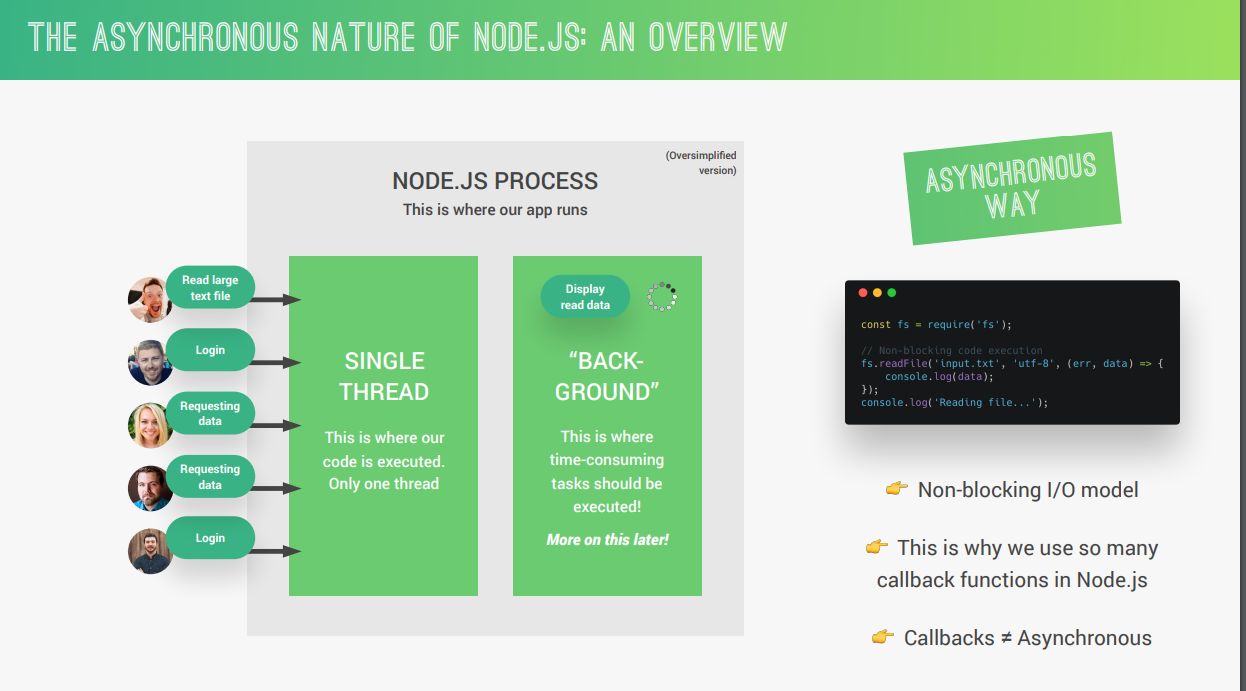 THE ASYNCHRONOUS NATURE OF NODE.JS: AN OVERVIEW
(Oversimplified
version)
NODE.JS PROCESS
This is where our app runs
Read large
text file
Login
Requesting
data
Requesting
data
Login
SINGLE
THREAD
This is where our
code is executed.
Only one thread
Display
read data
“BACK-
GROUND”
This is where
time-consuming
tasks should be
executed!
More on this later!
ASYNCHRONOUS
WAY
const fs = require('fs');
// Non-blocking code execution
fs.readFile('input.txt', 'utf-8', (err, data) => {
    console.log(data);
});
console.log('Reading file...');
👉 Non-blocking I/O model
👉 This is why we use so many
callback functions in Node.js
👉 Callbacks ≠ Asynchronous